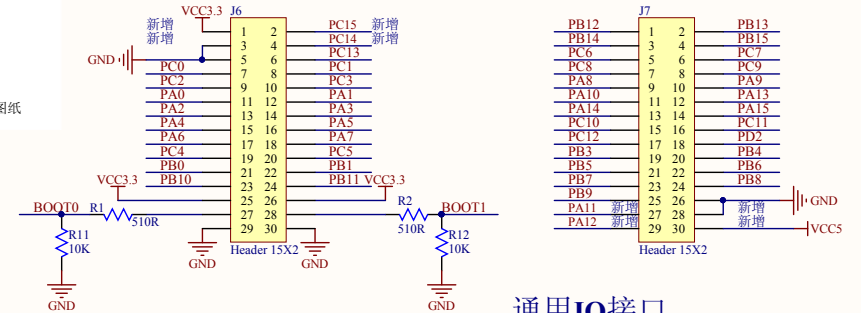 VCC3.3 J6 J7
新增 1 2 PC15 新增 PB12 1 2 PB13
新增 3 4 PC14 新增 PB14 3 4 PB15
GND 5 6 PC13 PC6 5 6 PC7
PC0 7 8 PC1 PC8 7 8 PC9
PC2 9 10 PC3 PA8 9 10 PA9
图纸 PA0 11 12 PA1 PA10 11 12 PA13
PA2 13 14 PA3 PA14 13 14 PA15
PA4 15 16 PA5 PC10 15 16 PC11
PA6 17 18 PA7 PC12 17 18 PD2
PC4 19 20 PC5 PB3 19 20 PB4
PB0 21 22 PB1 PB5 21 22 PB6
VCC3.3 PB10 23 24 PB11 VCC3.3 PB7 23 24 PB8
25 26 PB9 25 26 GND
BOOT0 R1 27 28 R2 BOOT1 PA11 新增 27 28 新增
510R 510R
29 30 PA12 新增 29 30 新增 VCC5
R11 R12
10K Header 15X2 10K Header 15X2
GND GND
GND GND
通用IO接口